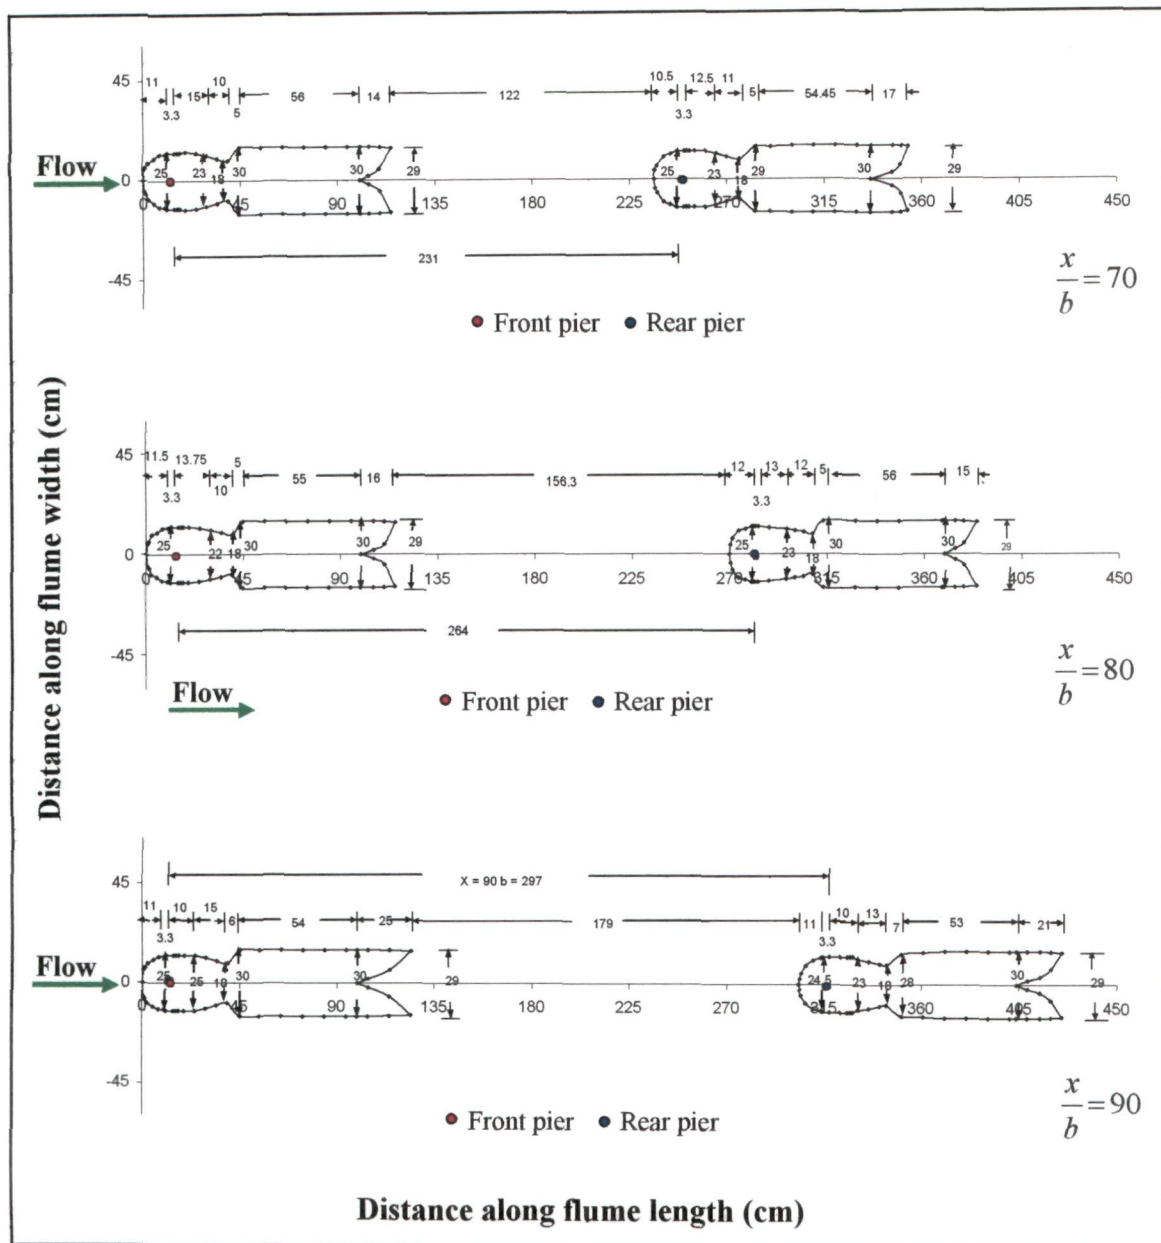 45
11 15 10 56 14 122 10.5 12.5 11 5 54.45 17
3.3 5 3.3
Flow
25 23 18 30 30 29 25 23 18 29 30 29
0
0 45 90 135 180 225 270 315 360 405 450
231
-45
x/b = 70
Front pier Rear pier
45
11.5 13.75 5 55 16 156.3 12 13 12 5 56 15
3.3 10 3.3
25 22 18 30 30 29 25 23 18 30 30 29
0
0 45 90 135 180 225 270 315 360 405 450
264
-45
x/b = 80
Flow
Front pier Rear pier
45
X = 90 b = 297
11 10 15 6 54 25 179 11 10 13 7 53 21
3.3 3.3
Flow
25 25 18 30 30 29 24.5 23 18 28 30 29
0
0 45 90 135 180 225 270 315 360 405 450
-45
x/b = 90
Front pier Rear pier
Distance along flume width (cm)
Distance along flume length (cm)